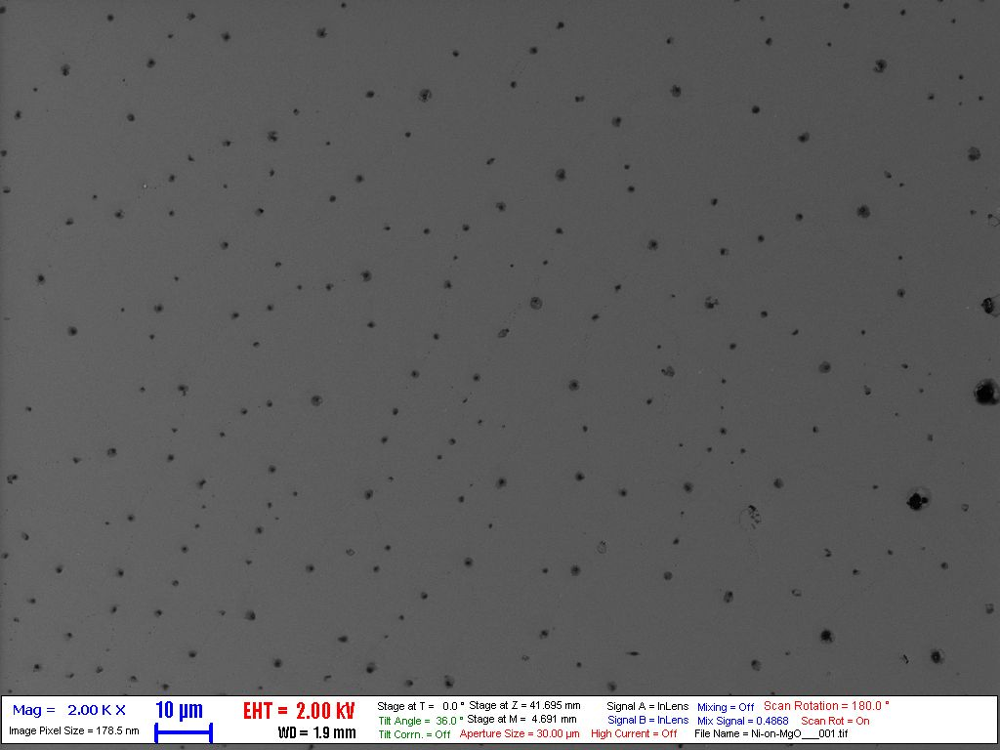 Mag = 2.00 K X 10 µm EHT = 2.00 kV Stage at T = 0.0 ° Stage at Z = 41.695 mm Signal A = InLens Mixing = Off Scan Rotation = 180.0 °
Tilt Angle = 36.0 ° Stage at M = 4.691 mm Signal B = InLens Mix Signal = 0.4868 Scan Rot = On
Image Pixel Size = 178.5 nm WD = 1.9 mm Tilt Corrn. = Off Aperture Size = 30.00 µm High Current = Off File Name = Ni-on-MgO___001.tif